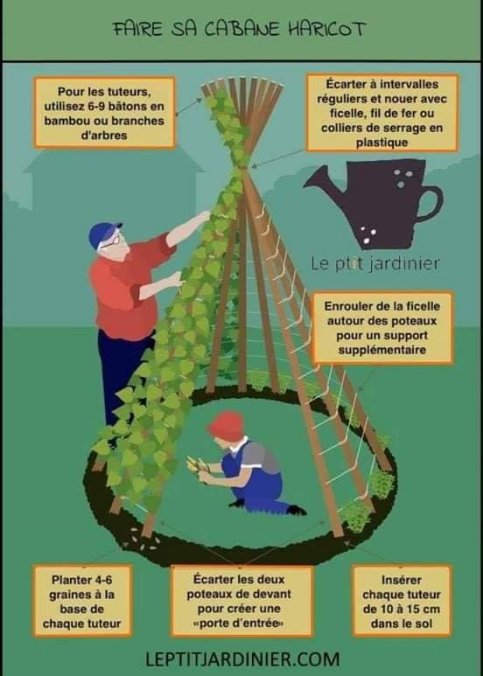 FAIRE SA CABANE HARICOT
Pour les tuteurs,
utilisez 6-9 bâtons en
bambou ou branches
d'arbres
Écarter à intervalles
réguliers et nouer avec
ficelle, fil de fer ou
colliers de serrage en
plastique
Le ptit jardinier
Enrouler de la ficelle
autour des poteaux
pour un support
supplémentaire
Planter 4-6
graines à la
base de
chaque tuteur
Écarter les deux
poteaux de devant
pour créer une
«porte d'entrée»
Insérer
chaque tuteur
de 10 à 15 cm
dans le sol
LEPTITJARDINIER.COM